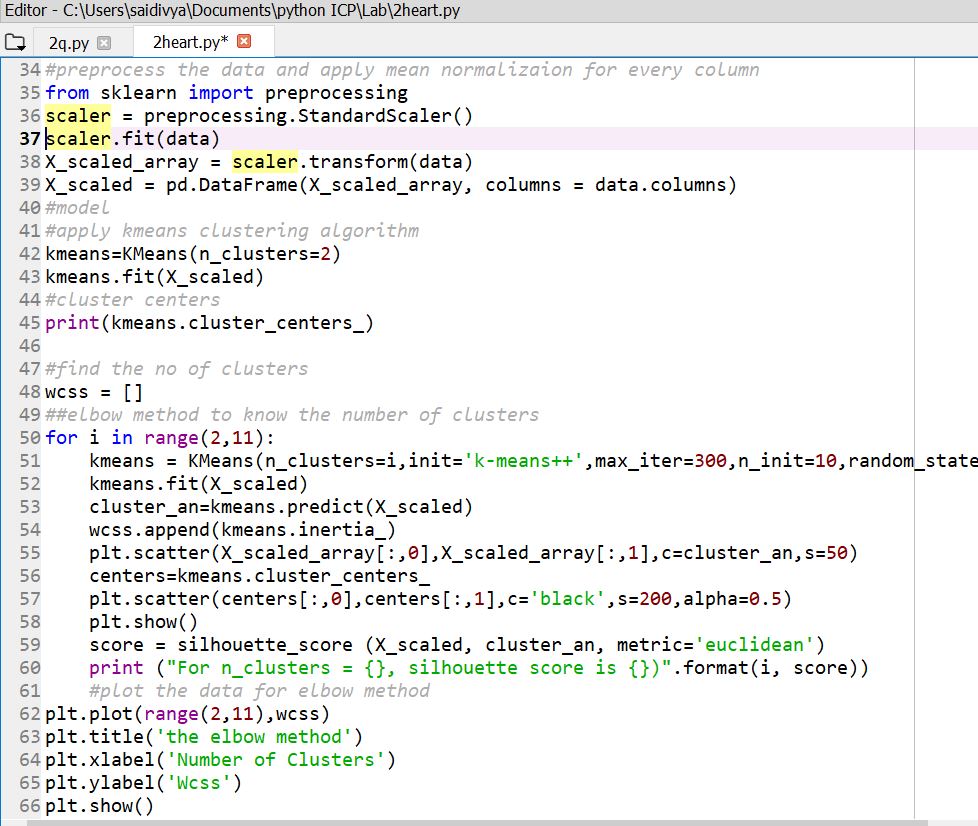 Editor - C:\Users\saidivya\Documents\python ICP\Lab\2heart.py
2q.py 2heart.py*
34 #preprocess the data and apply mean normalizaion for every column
35 from sklearn import preprocessing
36 scaler = preprocessing.StandardScaler()
37 scaler.fit(data)
38 X_scaled_array = scaler.transform(data)
39 X_scaled = pd.DataFrame(X_scaled_array, columns = data.columns)
40 #model
41 #apply kmeans clustering algorithm
42 kmeans=KMeans(n_clusters=2)
43 kmeans.fit(X_scaled)
44 #cluster centers
45 print(kmeans.cluster_centers_)
46
47 #find the no of clusters
48 wcss = []
49 ##elbow method to know the number of clusters
50 for i in range(2,11):
51     kmeans = KMeans(n_clusters=i,init='k-means++',max_iter=300,n_init=10,random_state
52     kmeans.fit(X_scaled)
53     cluster_an=kmeans.predict(X_scaled)
54     wcss.append(kmeans.inertia_)
55     plt.scatter(X_scaled_array[:,0],X_scaled_array[:,1],c=cluster_an,s=50)
56     centers=kmeans.cluster_centers_
57     plt.scatter(centers[:,0],centers[:,1],c='black',s=200,alpha=0.5)
58     plt.show()
59     score = silhouette_score (X_scaled, cluster_an, metric='euclidean')
60     print ("For n_clusters = {}, silhouette score is {})".format(i, score))
61     #plot the data for elbow method
62 plt.plot(range(2,11),wcss)
63 plt.title('the elbow method')
64 plt.xlabel('Number of Clusters')
65 plt.ylabel('Wcss')
66 plt.show()